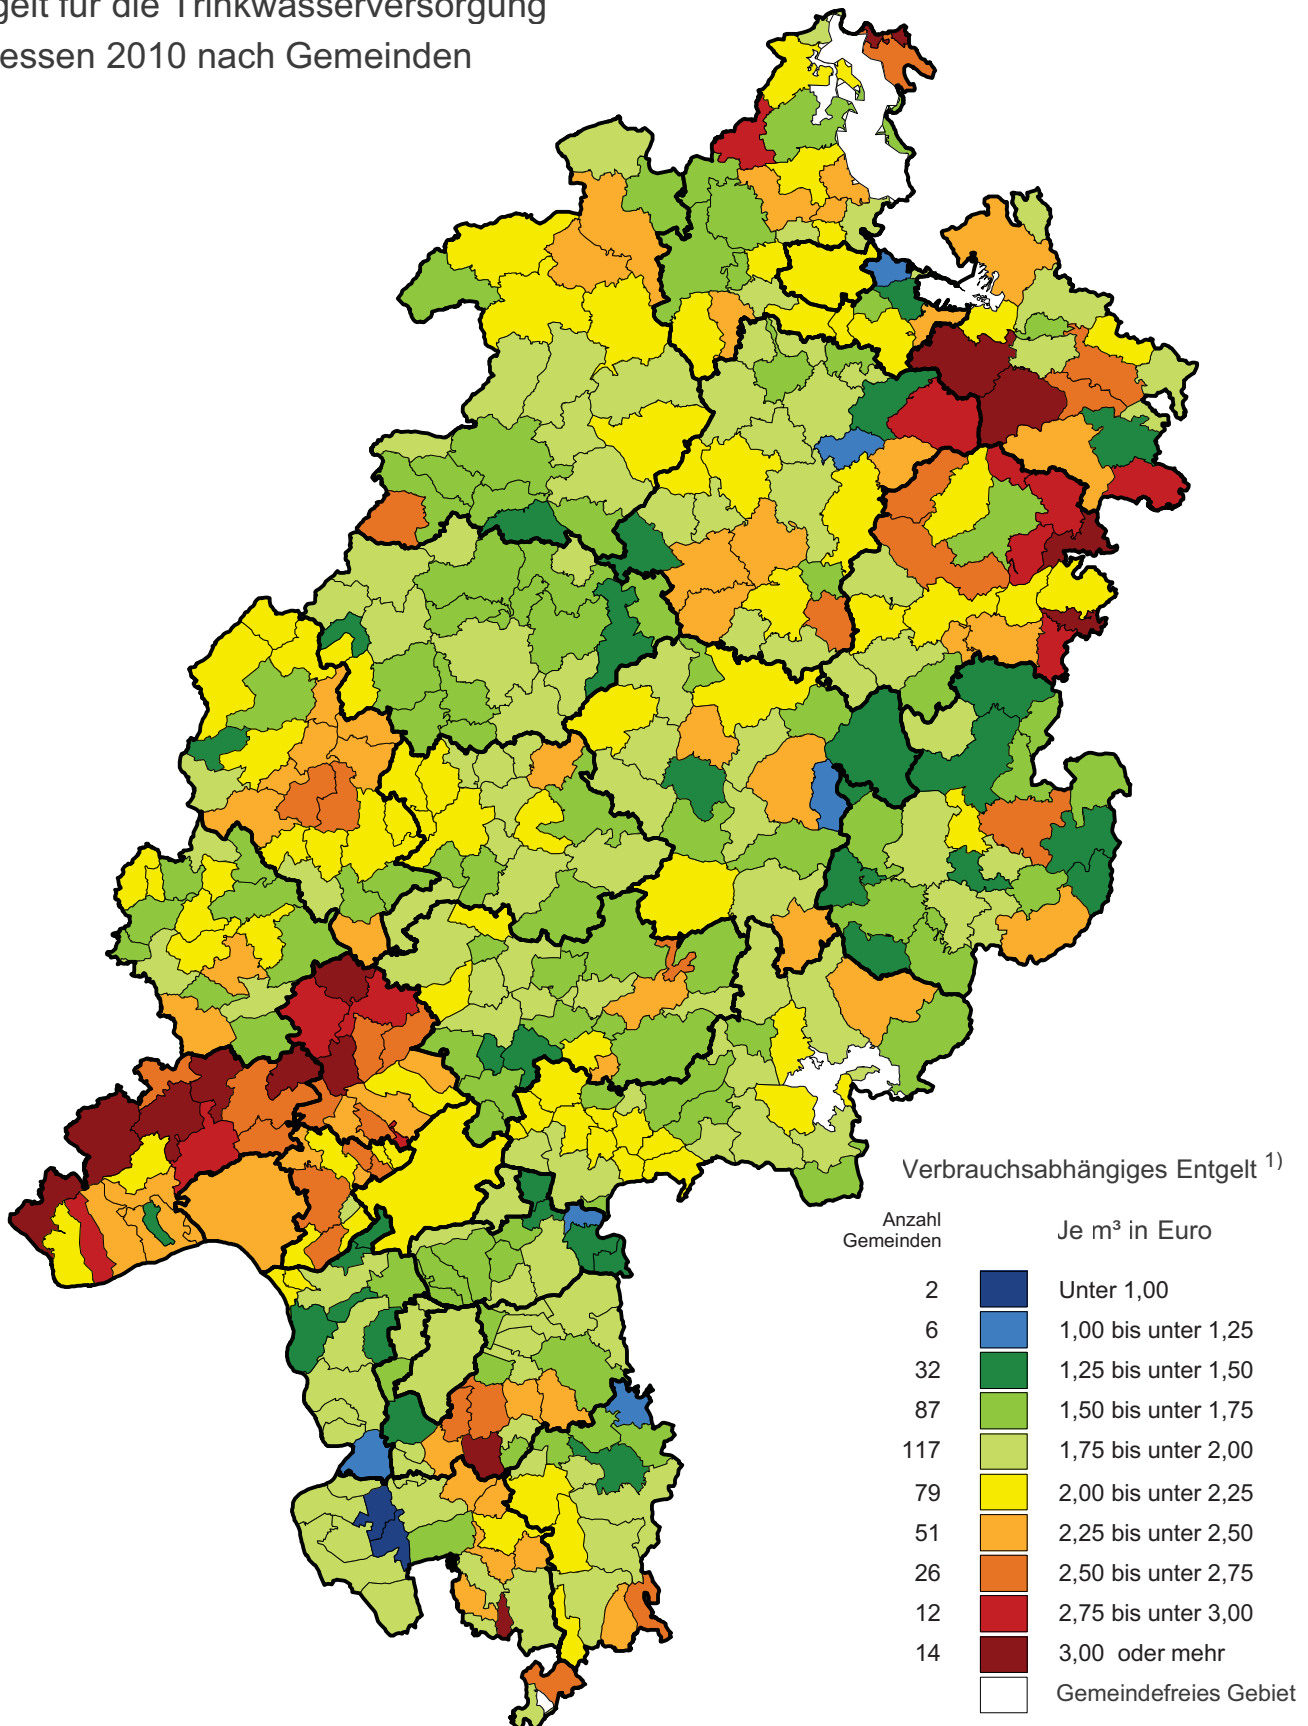 für die Trinkwasserversorgung
2010 nach Gemeinden
Verbrauchsabhängiges Entgelt 1)
Anzahl
Gemeinden
Je m³ in Euro
2 Unter 1,00
6 1,00 bis unter 1,25
32 1,25 bis unter 1,50
87 1,50 bis unter 1,75
117 1,75 bis unter 2,00
79 2,00 bis unter 2,25
51 2,25 bis unter 2,50
26 2,50 bis unter 2,75
12 2,75 bis unter 3,00
14 3,00 oder mehr
Gemeindefreies Gebiet